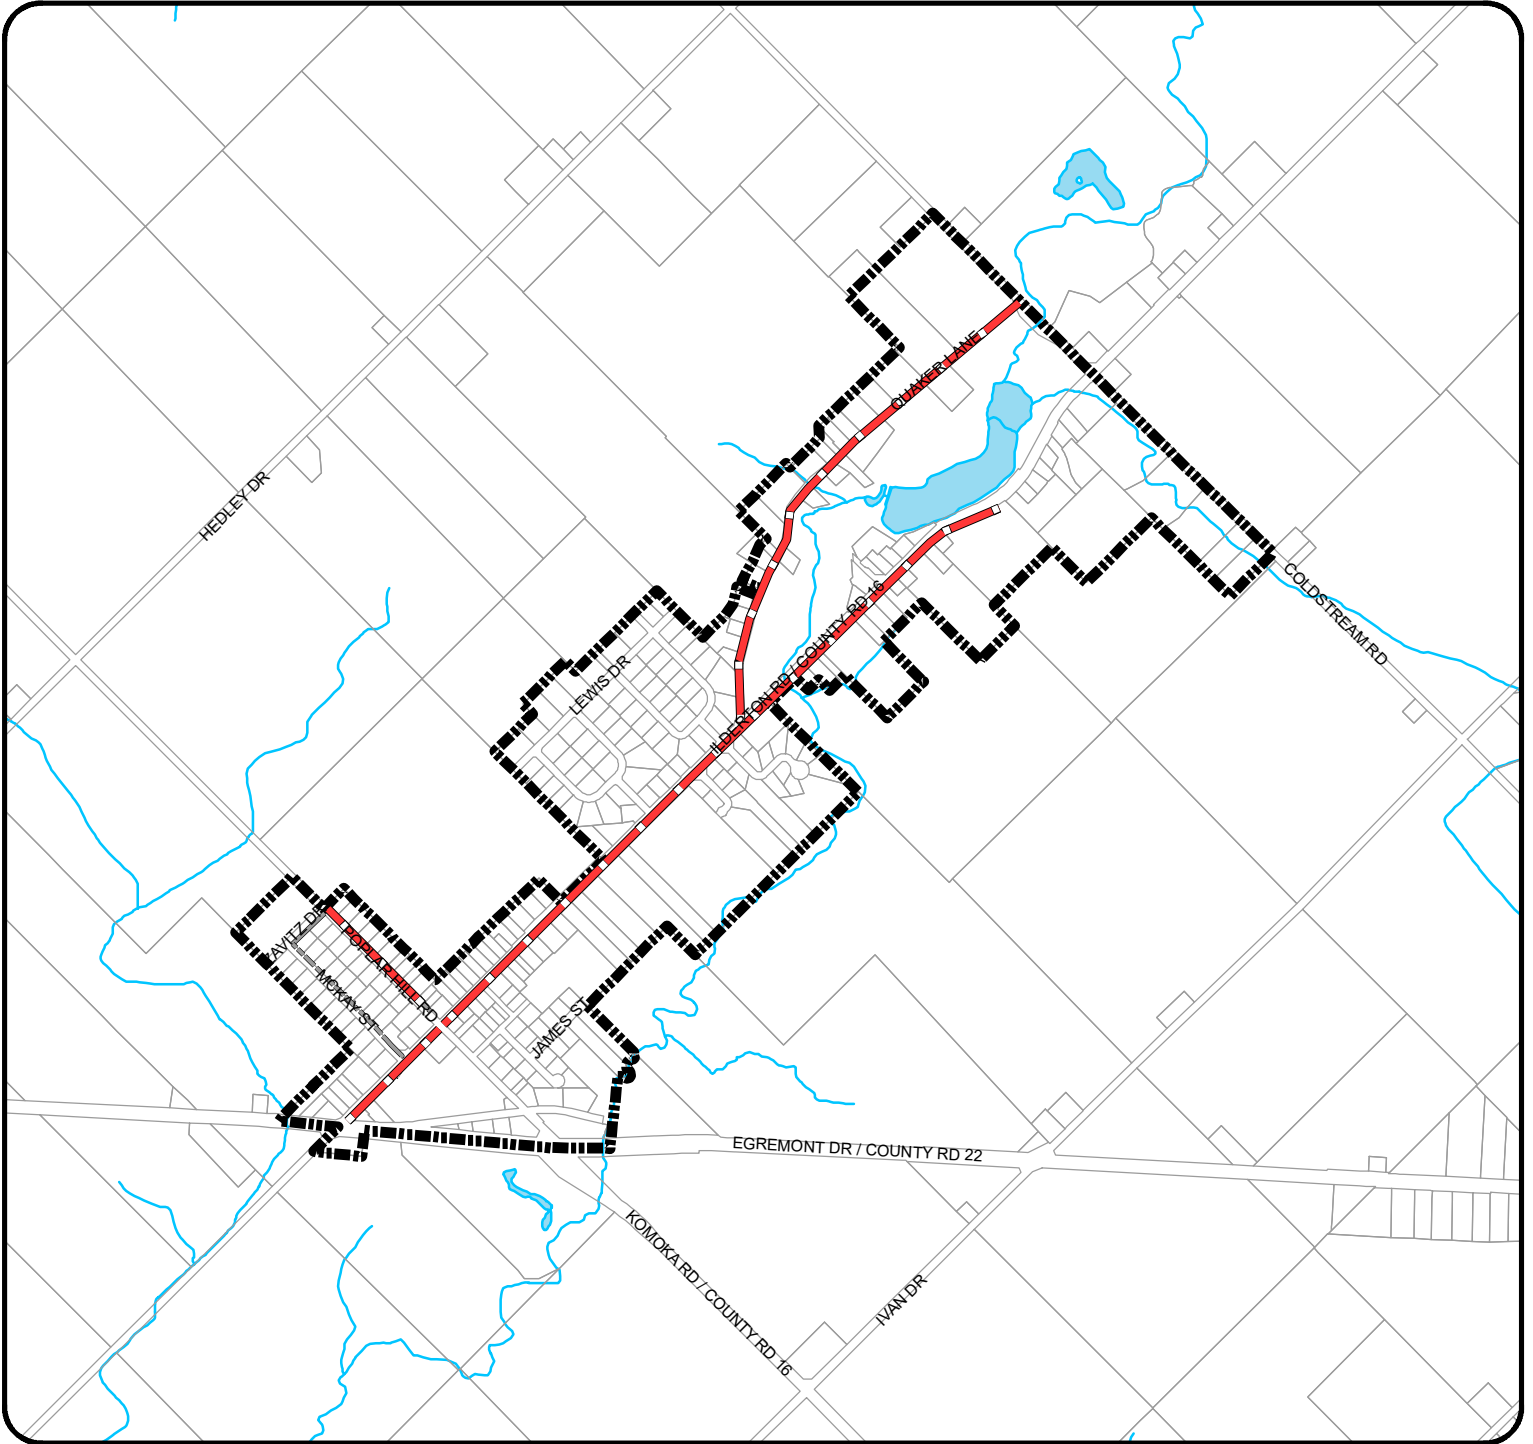 QUAKER LANE
HEDLEY DR
COLDSTREAM RD
ILDERTON RD / COUNTY RD 16
LEWIS DR
ZAVITZ DR
POPLAR HILL RD
MCKAY ST
JAMES ST
EGREMONT DR / COUNTY RD 22
KOMOKA RD / COUNTY RD 16
IVAN DR